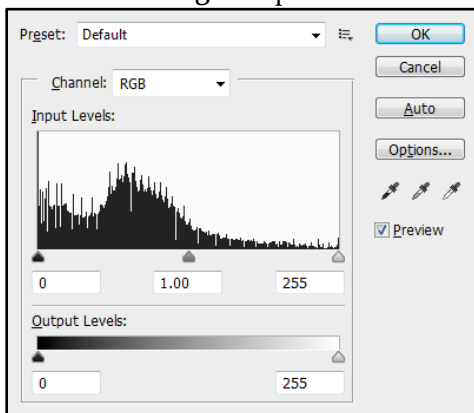 Preset: Default
OK
Cancel
Channel: RGB
Auto
Input Levels:
Options...
Preview
0 1.00 255
Output Levels:
0 255